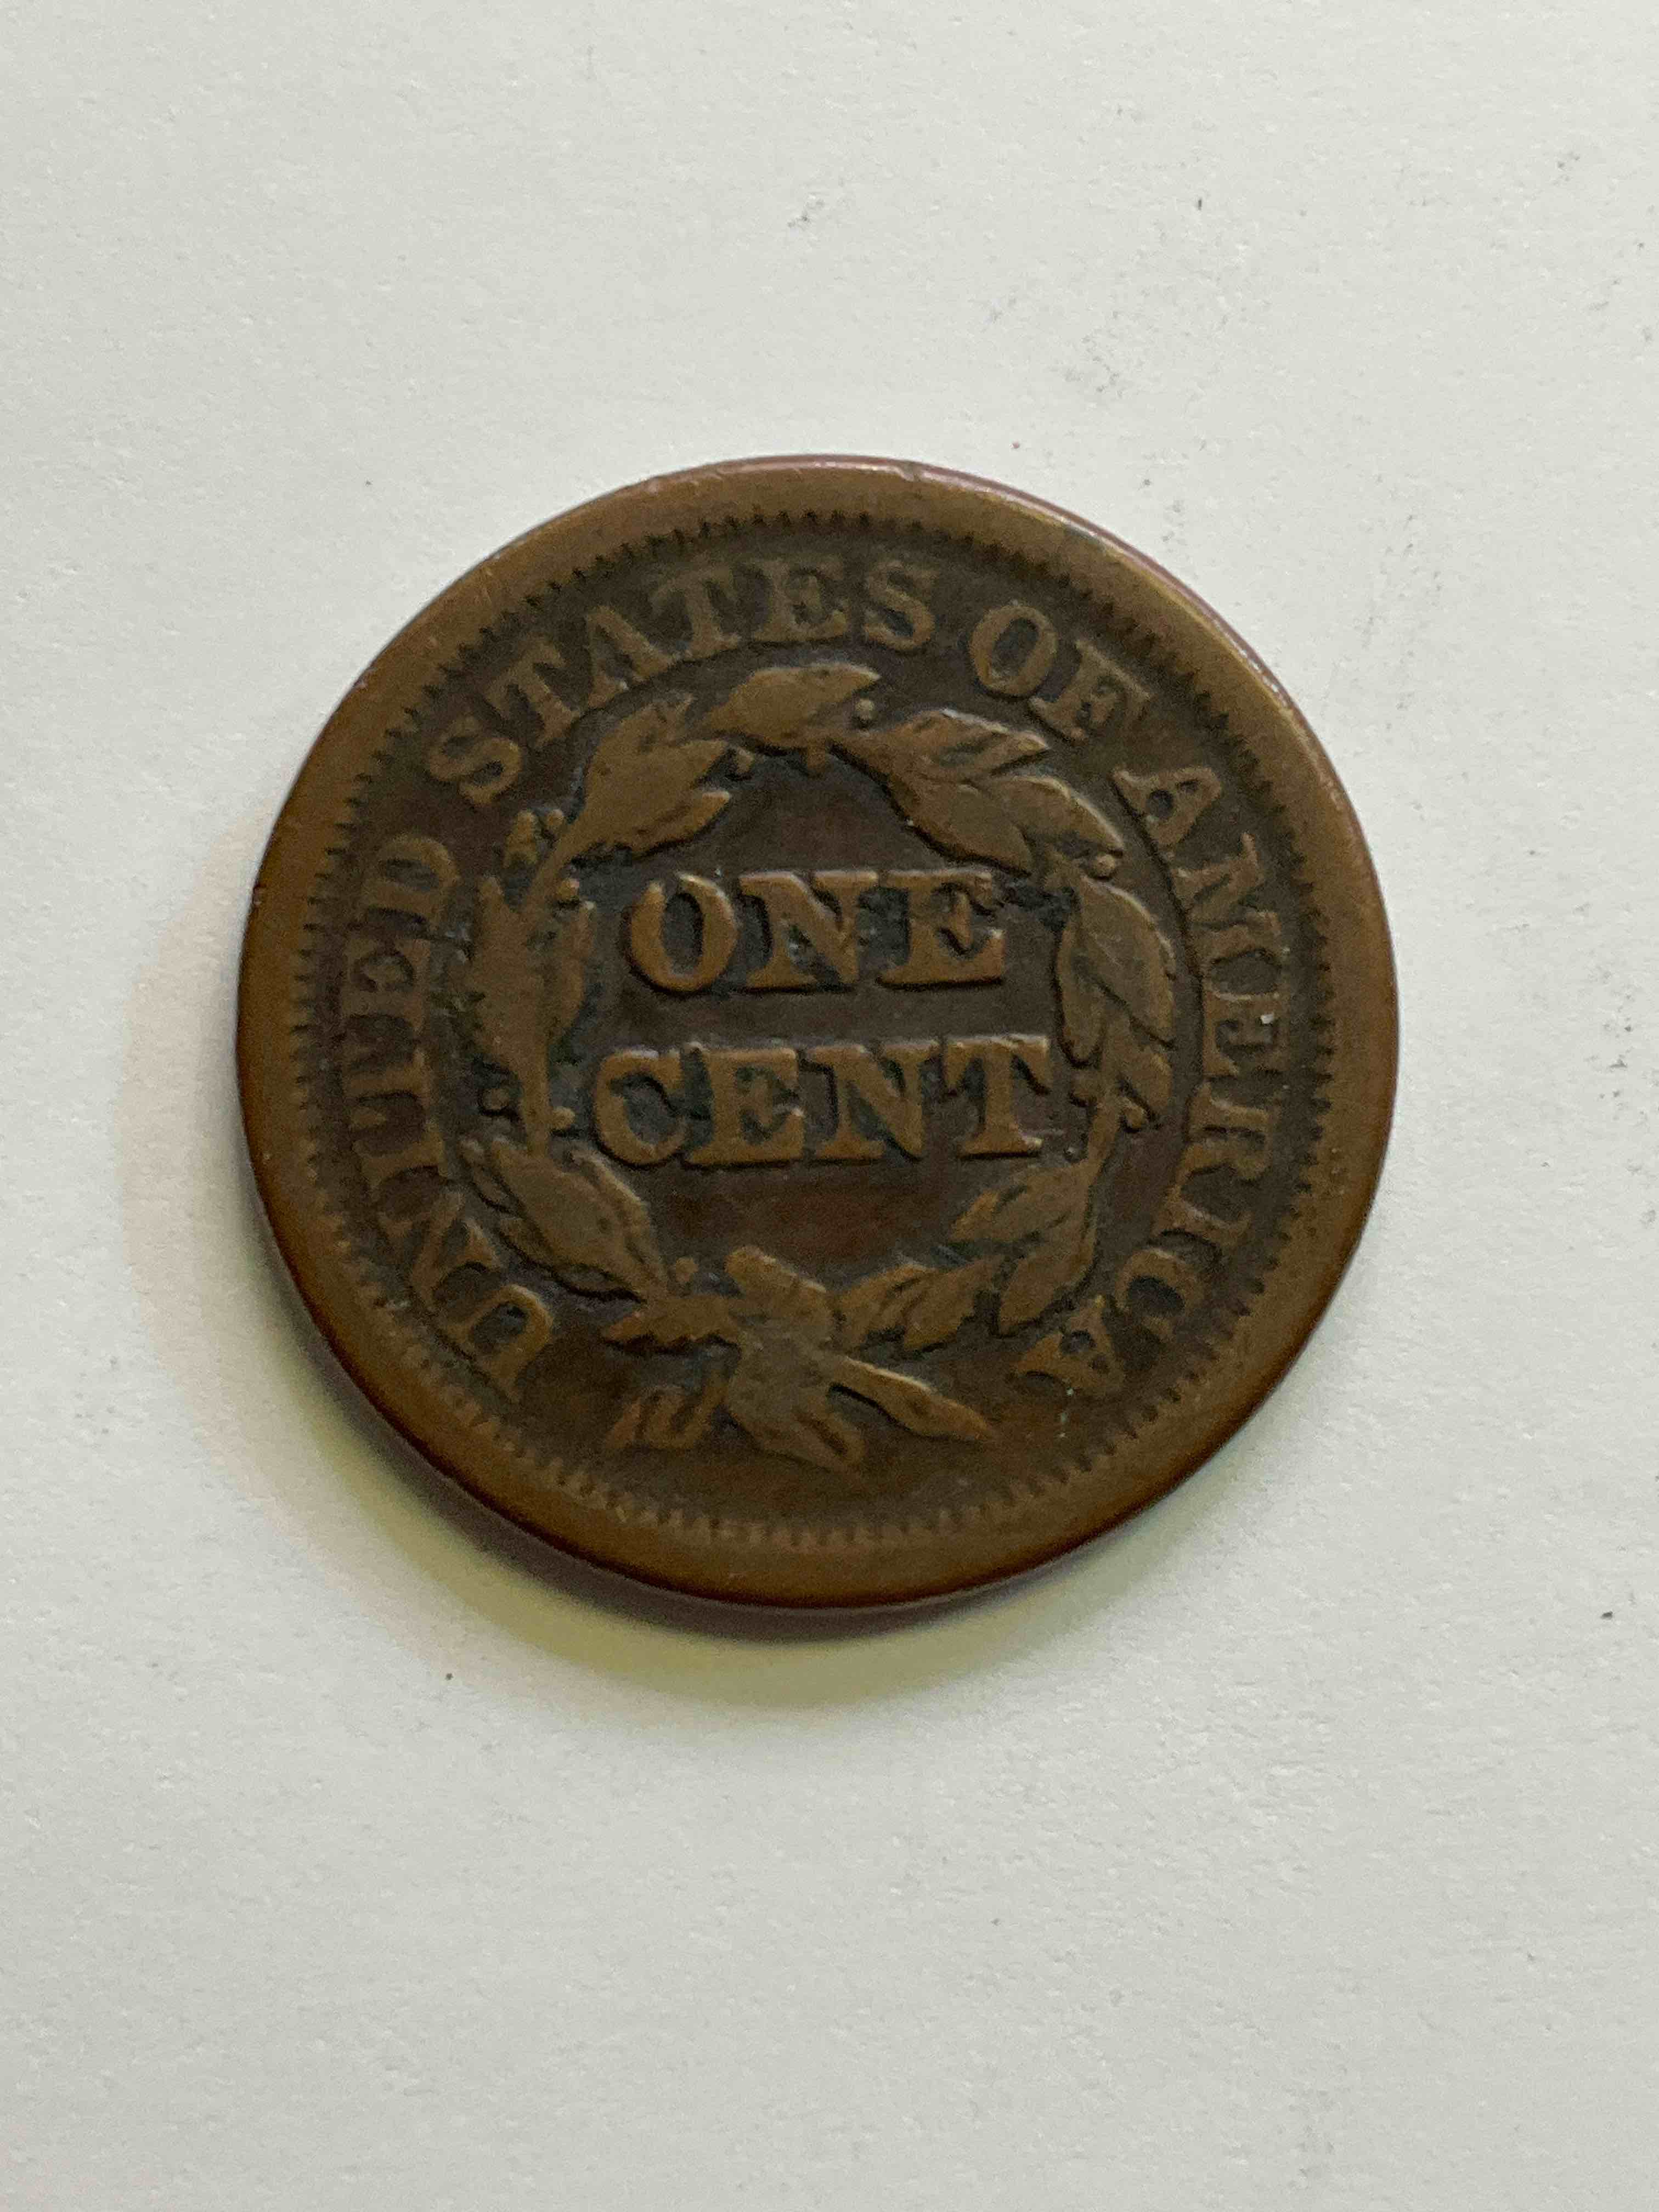 UNITED STATES OF AMERICA
ONE
CENT